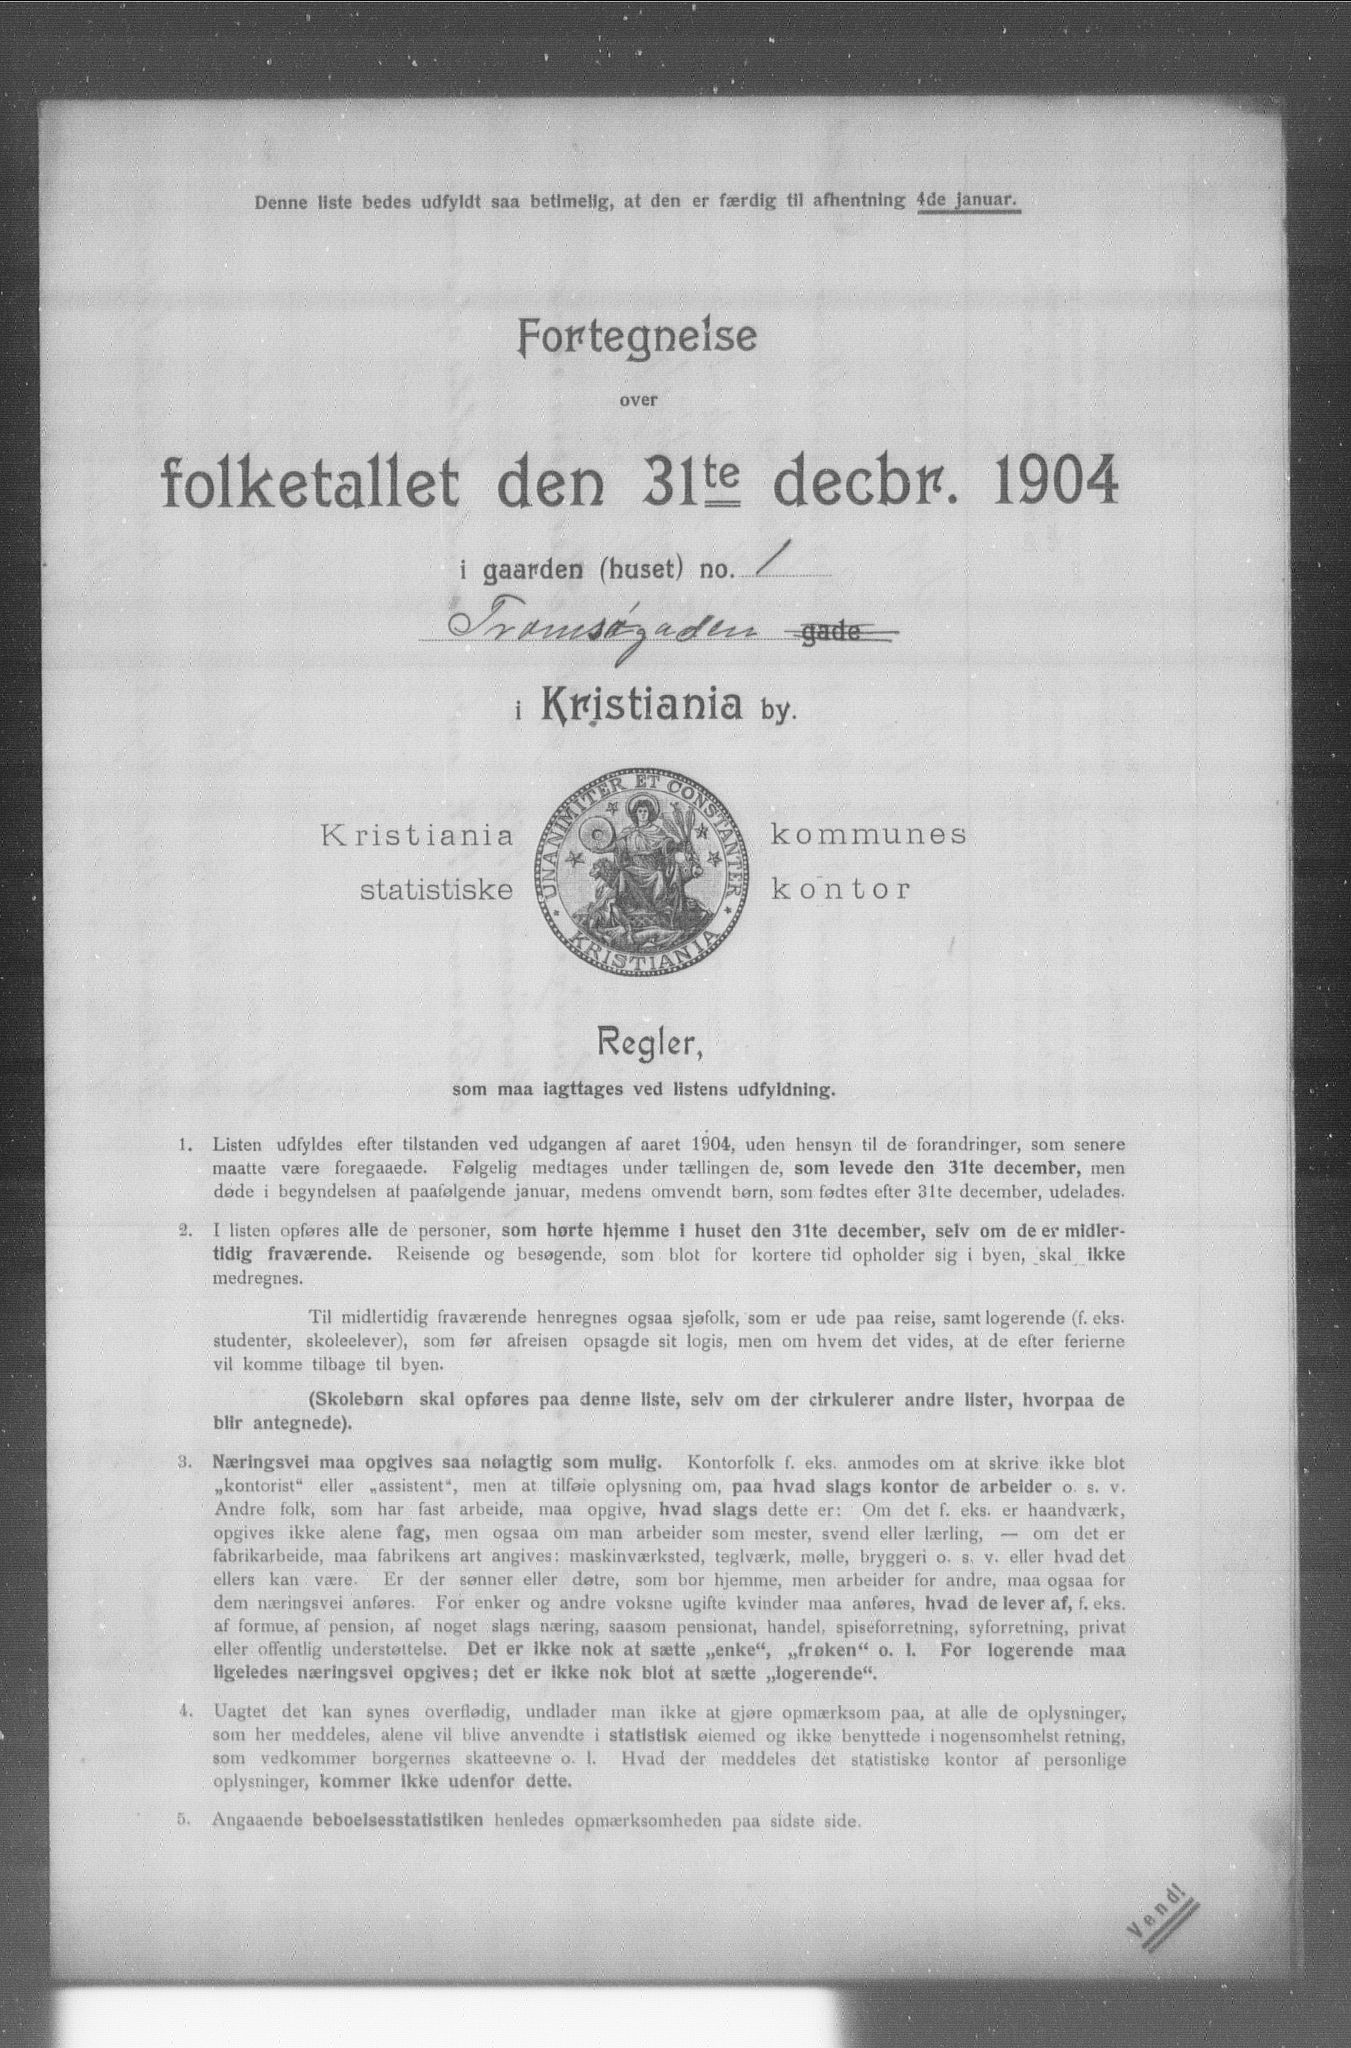 Denne liste bedes udfyldt saa betimelig, at den er færdig til afhentning 4de januar.
Fortegnelse
over
folketallet den 31te decbr. 1904
i gaarden (huset) no. 1
Tromsøgaden gade
i Kristiania by.
Kristiania kommunes
statistiske kontor
UNANIMITER ET CONSTANTER
KRISTIANIA
Regler,
som maa iagttages ved listens udfyldning.
1. Listen udfyldes efter tilstanden ved udgangen af aaret 1904, uden hensyn til de forandringer, som senere
maatte være foregaaede. Følgelig medtages under tællingen de, som levede den 31te december, men
døde i begyndelsen af paafølgende januar, medens omvendt børn, som fødtes efter 31te december, udelades.
2. I listen opføres alle de personer, som hørte hjemme i huset den 31te december, selv om de er midler-
tidig fraværende. Reisende og besøgende, som blot for kortere tid opholder sig i byen, skal ikke
medregnes.
Til midlertidig fraværende henregnes ogsaa sjøfolk, som er ude paa reise, samt logerende (f. eks.
studenter, skoleelever), som før afreisen opsagde sit logis, men om hvem det vides, at de efter ferierne
vil komme tilbage til byen.
(Skolebørn skal opføres paa denne liste, selv om der cirkulerer andre lister, hvorpaa de
blir antegnede).
3. Næringsvei maa opgives saa nøiagtig som mulig. Kontorfolk f. eks. anmodes om at skrive ikke blot
„kontorist“ eller „assistent“, men at tilføie oplysning om, paa hvad slags kontor de arbeider o. s. v.
Andre folk, som har fast arbeide, maa opgive, hvad slags dette er: Om det f. eks. er haandværk,
opgives ikke alene fag, men ogsaa om man arbeider som mester, svend eller lærling, — om det er
fabrikarbeide, maa fabrikens art angives: maskinværksted, teglværk, mølle, bryggeri o. s. v. eller hvad det
ellers kan være. Er der sønner eller døtre, som bor hjemme, men arbeider for andre, maa ogsaa for
dem næringsvei anføres. For enker og andre voksne ugifte kvinder maa anføres, hvad de lever af, f. eks.
af formue, af pension, af noget slags næring, saasom pensionat, handel, spiseforretning, syforretning, privat
eller offentlig understøttelse. Det er ikke nok at sætte „enke“, „frøken“ o. l. For logerende maa
ligeledes næringsvei opgives; det er ikke nok blot at sætte „logerende“.
4. Uagtet det kan synes overflødig, undlader man ikke at gjøre opmærksom paa, at alle de oplysninger,
som her meddeles, alene vil blive anvendte i statistisk øiemed og ikke benyttede i nogensomhelst retning,
som vedkommer borgernes skatteevne o. l. Hvad der meddeles det statistiske kontor af personlige
oplysninger, kommer ikke udenfor dette.
5. Angaaende beboelsesstatistiken henledes opmærksomheden paa sidste side.
Vend!